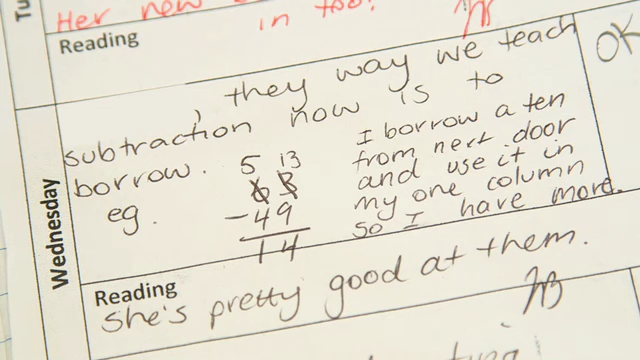 Tu
Her new
in too!
Reading
OK
, they way we teach
subtraction now is to
borrow.
eg.
5 13
6 3
- 49
14
I borrow a ten
from next door
and use it in
my one column
so I have more.
Wednesday
Reading
She's pretty good at them.